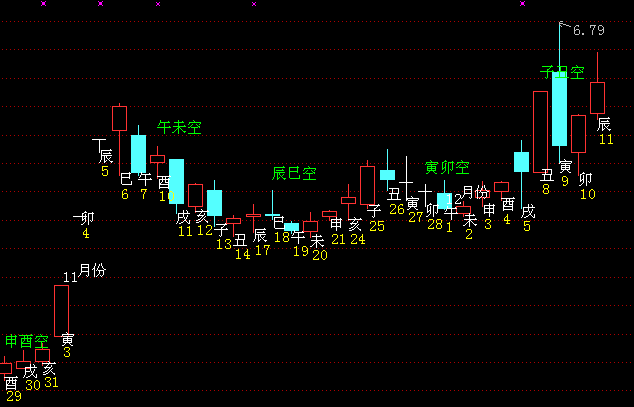 6.79
子丑空
午未空
辰巳空
寅卯空
申酉空
11月份
2月份
酉
29
戌
30
亥
31
寅
3
卯
4
辰
5
巳
6
午
7
酉
10
戌
11
亥
12
子
13
丑
14
辰
17
巳
18
午
19
未
20
申
21
亥
24
子
25
丑
26
寅
27
卯
28
午
1
未
2
申
3
酉
4
戌
5
丑
8
寅
9
卯
10
辰
11